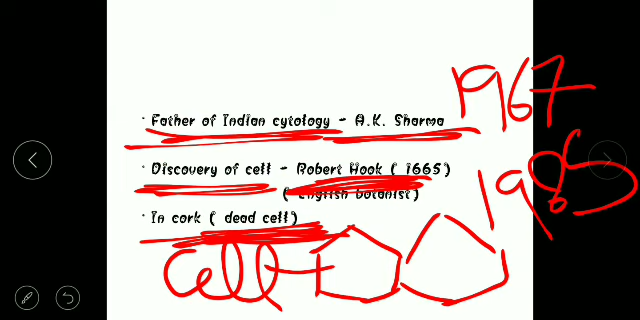 1967
· Father of Indian cytology - A.K. Sharma
· Discovery of cell - Robert Hook ( 1665)
( English botanist)
1985
· In cork ( dead cell)
Cell